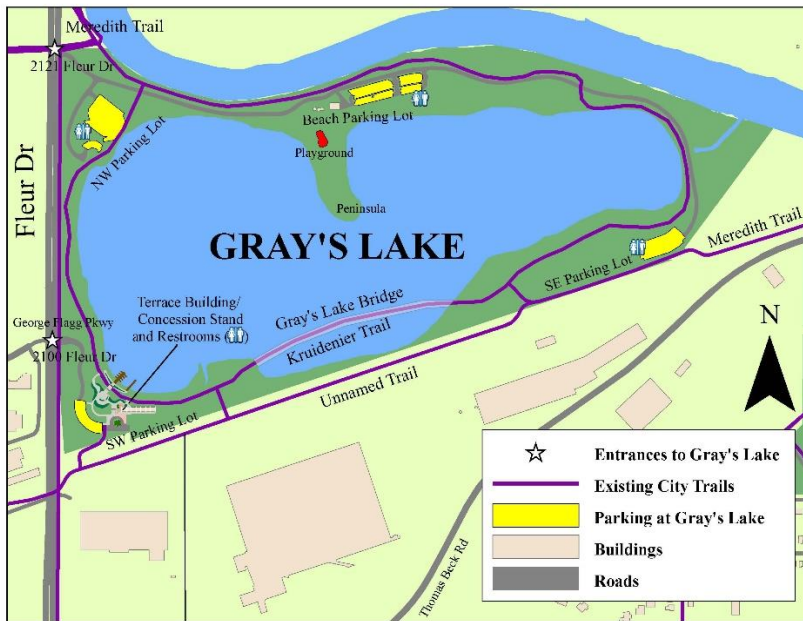 Meredith Trail
2121 Fleur Dr
Fleur Dr
NW Parking Lot
Beach Parking Lot
Playground
Peninsula
GRAY'S LAKE
Meredith Trail
SE Parking Lot
Terrace Building/
Concession Stand
and Restrooms ( )
Gray's Lake Bridge
Kruidenier Trail
George Flagg Pkwy
2100 Fleur Dr
Unnamed Trail
SW Parking Lot
Thomas Beck Rd
N
Entrances to Gray's Lake
Existing City Trails
Parking at Gray's Lake
Buildings
Roads